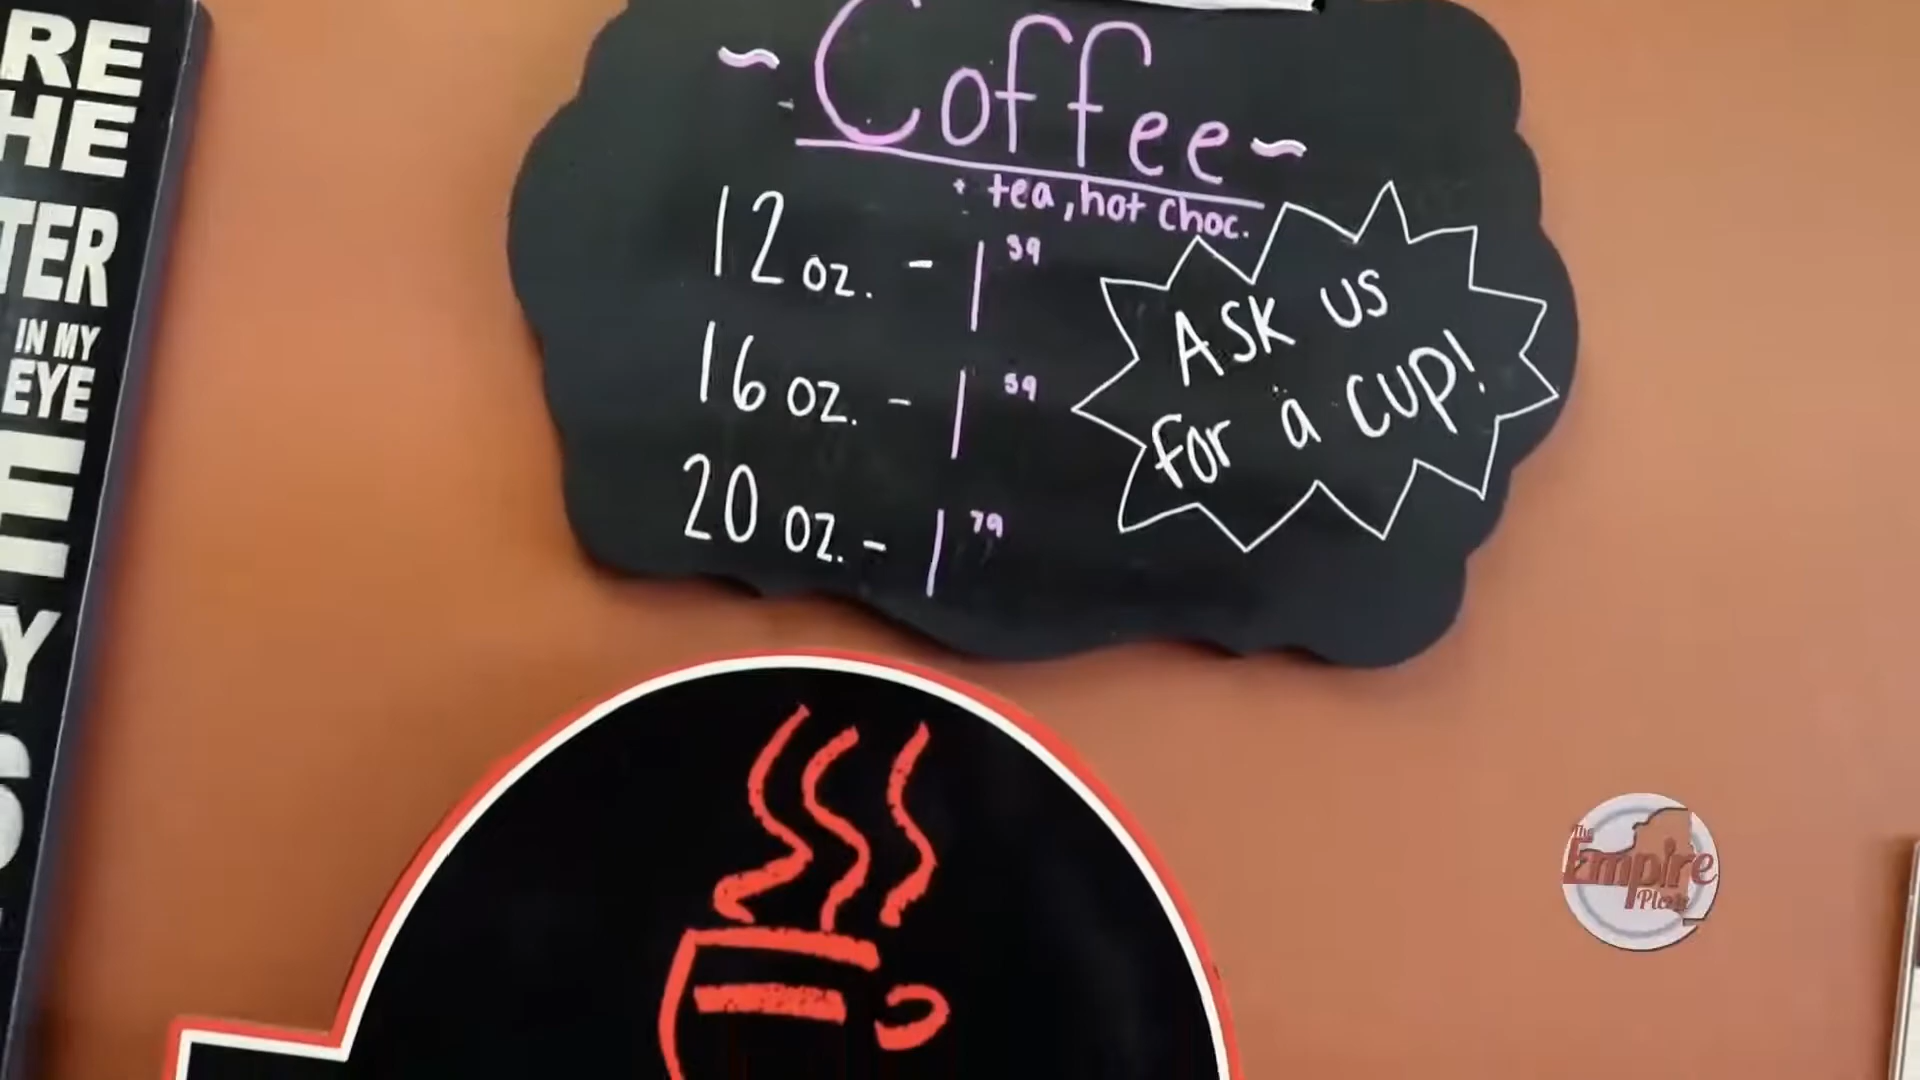 ~ Coffee ~
+ tea, hot choc.
12 oz. - 1 39
16 oz. - 1 59
20 oz. - 1 79
ASK US
for a CUP!
RE
HE
TER
IN MY
EYE
E
Y
The
Empire
Plate